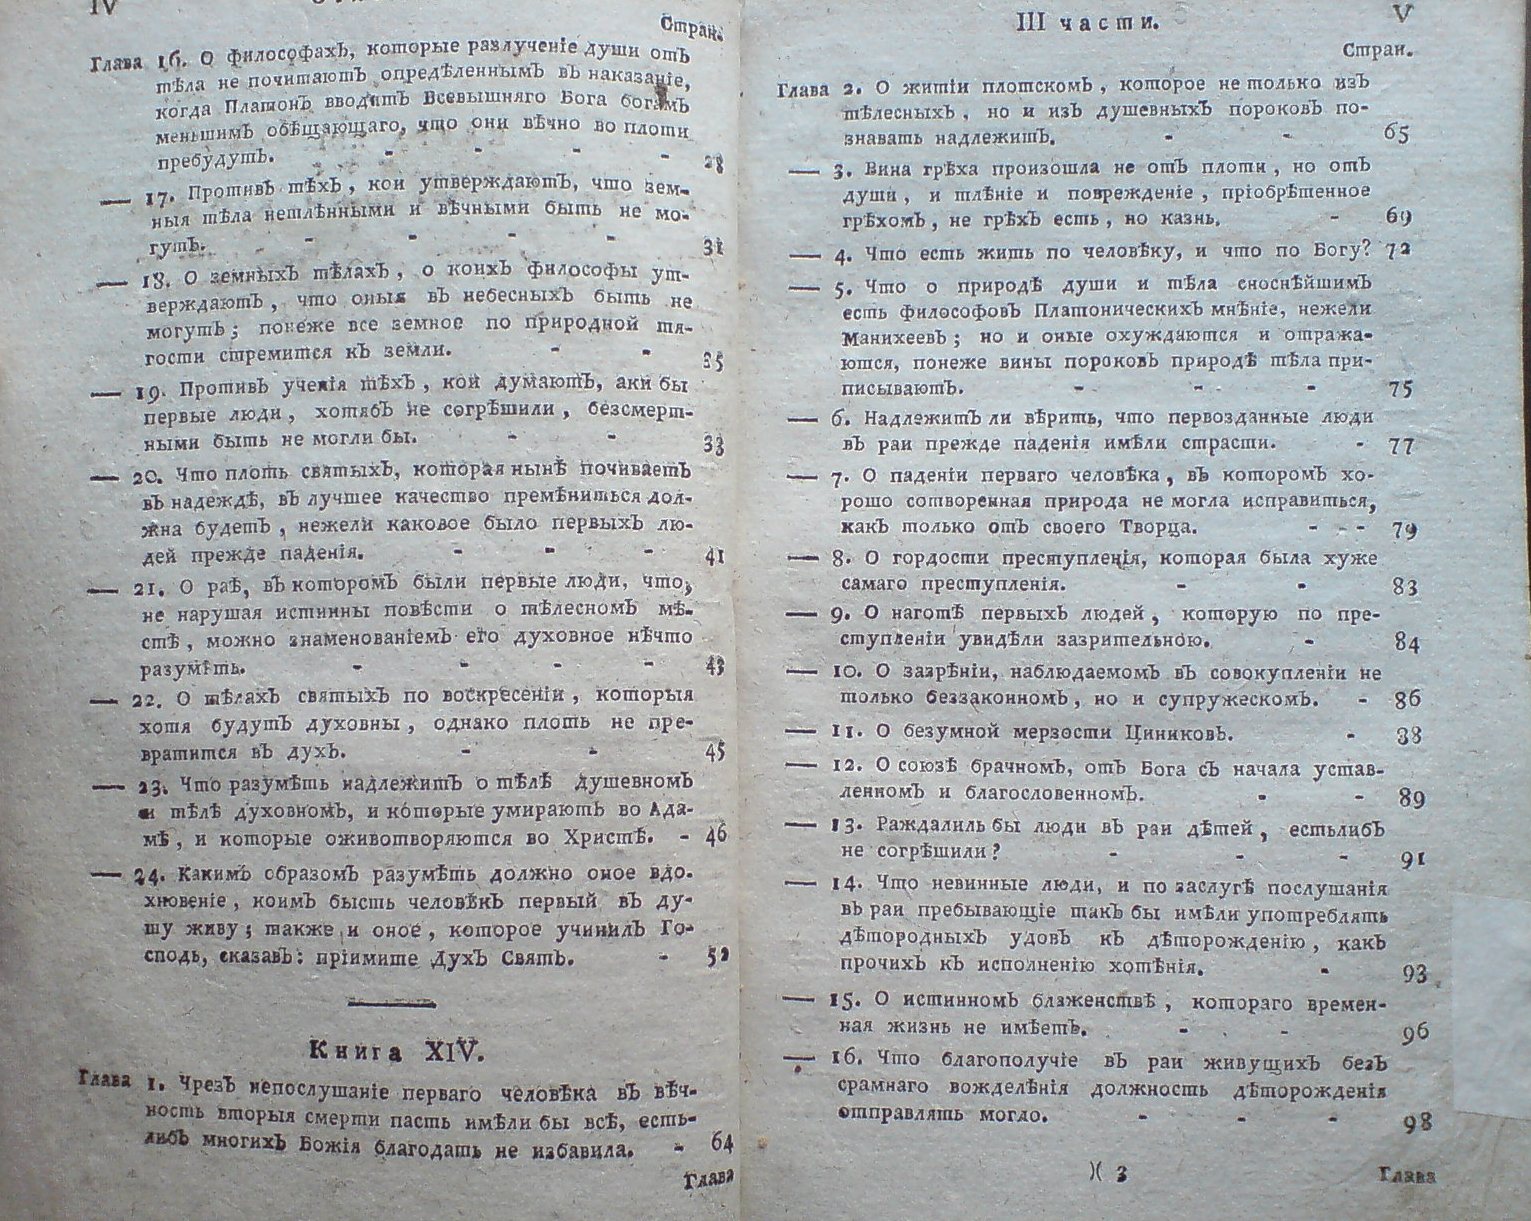 IV
Стран.
Глава 16. О философахЪ, которые разлученіе души отЪ
тѣла не почитаютЪ опредѣленнымЪ вЪ наказаніе,
когда ПлатонЪ вводитЪ Всевышняго Бога богамЪ
меньшимЪ обѣщающаго, что они вѣчно во плоти
пребудутЪ. - - - - 28
— 17. ПротивЪ тѣхЪ, кои утверждаютЪ, что зем-
ныя тѣла нетлѣнными и вѣчными быть не мо-
гутЪ. - - - - 31
— 18. О земныхЪ тѣлахЪ, о коихЪ философы ут-
верждаютЪ, что оныя вЪ небесныхЪ быть не
могутЪ; понеже все земное по природной тя-
гости стремится кЪ земли. - - 35
— 19. ПротивЪ ученія тѣхЪ, кои думаютЪ, аки бы
первые люди, хотябЪ не согрѣшили, безсмерт-
ными быть не могли бы. - - 33
— 20. Что плоть святыхЪ, которая нынѣ почиваетЪ
вЪ надеждѣ, вЪ лучшее качество премѣниться дол-
жна будетЪ, нежели каковое было первыхЪ лю-
дей прежде паденія. - - - 41
— 21. О раѣ, вЪ которомЪ были первые люди, что,
не нарушая истинны повѣсти о тѣлесномЪ мѣ-
стѣ, можно знаменованіемЪ его духовное нѣчто
разумѣть. - - - - 43
— 22. О тѣлахЪ святыхЪ по воскресеніи, которыя
хотя будутЪ духовны, однако плоть не пре-
вратится вЪ духЪ. - - 45
— 23. Что разумѣть надлежитЪ о тѣлѣ душевномЪ
и тѣлѣ духовномЪ, и которые умираютЪ во Ада-
мѣ, и которые оживотворяются во Христѣ. - 46
— 24. КакимЪ образомЪ разумѣть должно оное вдо-
хновеніе, коимЪ бысть человѣкЪ первый вЪ ду-
шу живу; также и оное, которое учинилЪ Го-
сподь, сказавЪ: пріимите ДухЪ СвятЪ. - 52
Книга XIV.
Глава 1. ЧрезЪ непослушаніе перваго человѣка вЪ вѣч-
ность вторыя смерти пасть имѣли бы всѣ, есть-
либЪ многихЪ Божія благодать не избавила. - 64
Глава
III части. V
Стран.
Глава 2. О житіи плотскомЪ, которое не только изЪ
тѣлесныхЪ, но и изЪ душевныхЪ пороковЪ по-
знавать надлежитЪ. - - 65
— 3. Вина грѣха произошла не отЪ плоти, но отЪ
души, и тлѣніе и поврежденіе, пріобрѣтенное
грѣхомЪ, не грѣхЪ есть, но казнь. - 69
— 4. Что есть жить по человѣку, и что по Богу? 72
— 5. Что о природѣ души и тѣла сноснѣйшимЪ
есть философовЪ ПлатоническихЪ мнѣніе, нежели
МанихеевЪ; но и оные охуждаются и отража-
ются, понеже вины пороковЪ природѣ тѣла при-
писываютЪ. - - - 75
— 6. НадлежитЪ ли вѣрить, что первозданные люди
вЪ раи прежде паденія имѣли страсти. - 77
— 7. О паденіи перваго человѣка, вЪ которомЪ хо-
рошо сотворенная природа не могла исправиться,
какЪ только отЪ своего Творца. - - - 79
— 8. О гордости преступленія, которая была хуже
самаго преступленія. - - 83
— 9. О наготѣ первыхЪ людей, которую по пре-
ступленіи увидѣли зазрительною. - 84
— 10. О зазрѣніи, наблюдаемомЪ вЪ совокупленіи не
только беззаконномЪ, но и супружескомЪ. - 86
— 11. О безумной мерзости ЦиниковЪ. - 88
— 12. О союзѣ брачномЪ, отЪ Бога сЪ начала устав-
ленномЪ и благословенномЪ. - - 89
— 13. РаждалилЬ бы люди вЪ раи дѣтей, естьлибЪ
не согрѣшили? - - - 91
— 14. Что невинные люди, и по заслугѣ послушанія
вЪ раи пребывающіе такЪ бы имѣли употреблять
дѣтородныхЪ удовЪ кЪ дѣторожденію, какЪ
прочихЪ кЪ исполненію хотѣнія. - 93
— 15. О истинномЪ блаженствѣ, котораго времен-
ная жизнь не имѣетЪ. - - 96
— 16. Что благополучіе вЪ раи живущихЪ безЪ
срамнаго вожделѣнія должность дѣторожденія
отправлять могло. - - - 98
)( 3 Глава